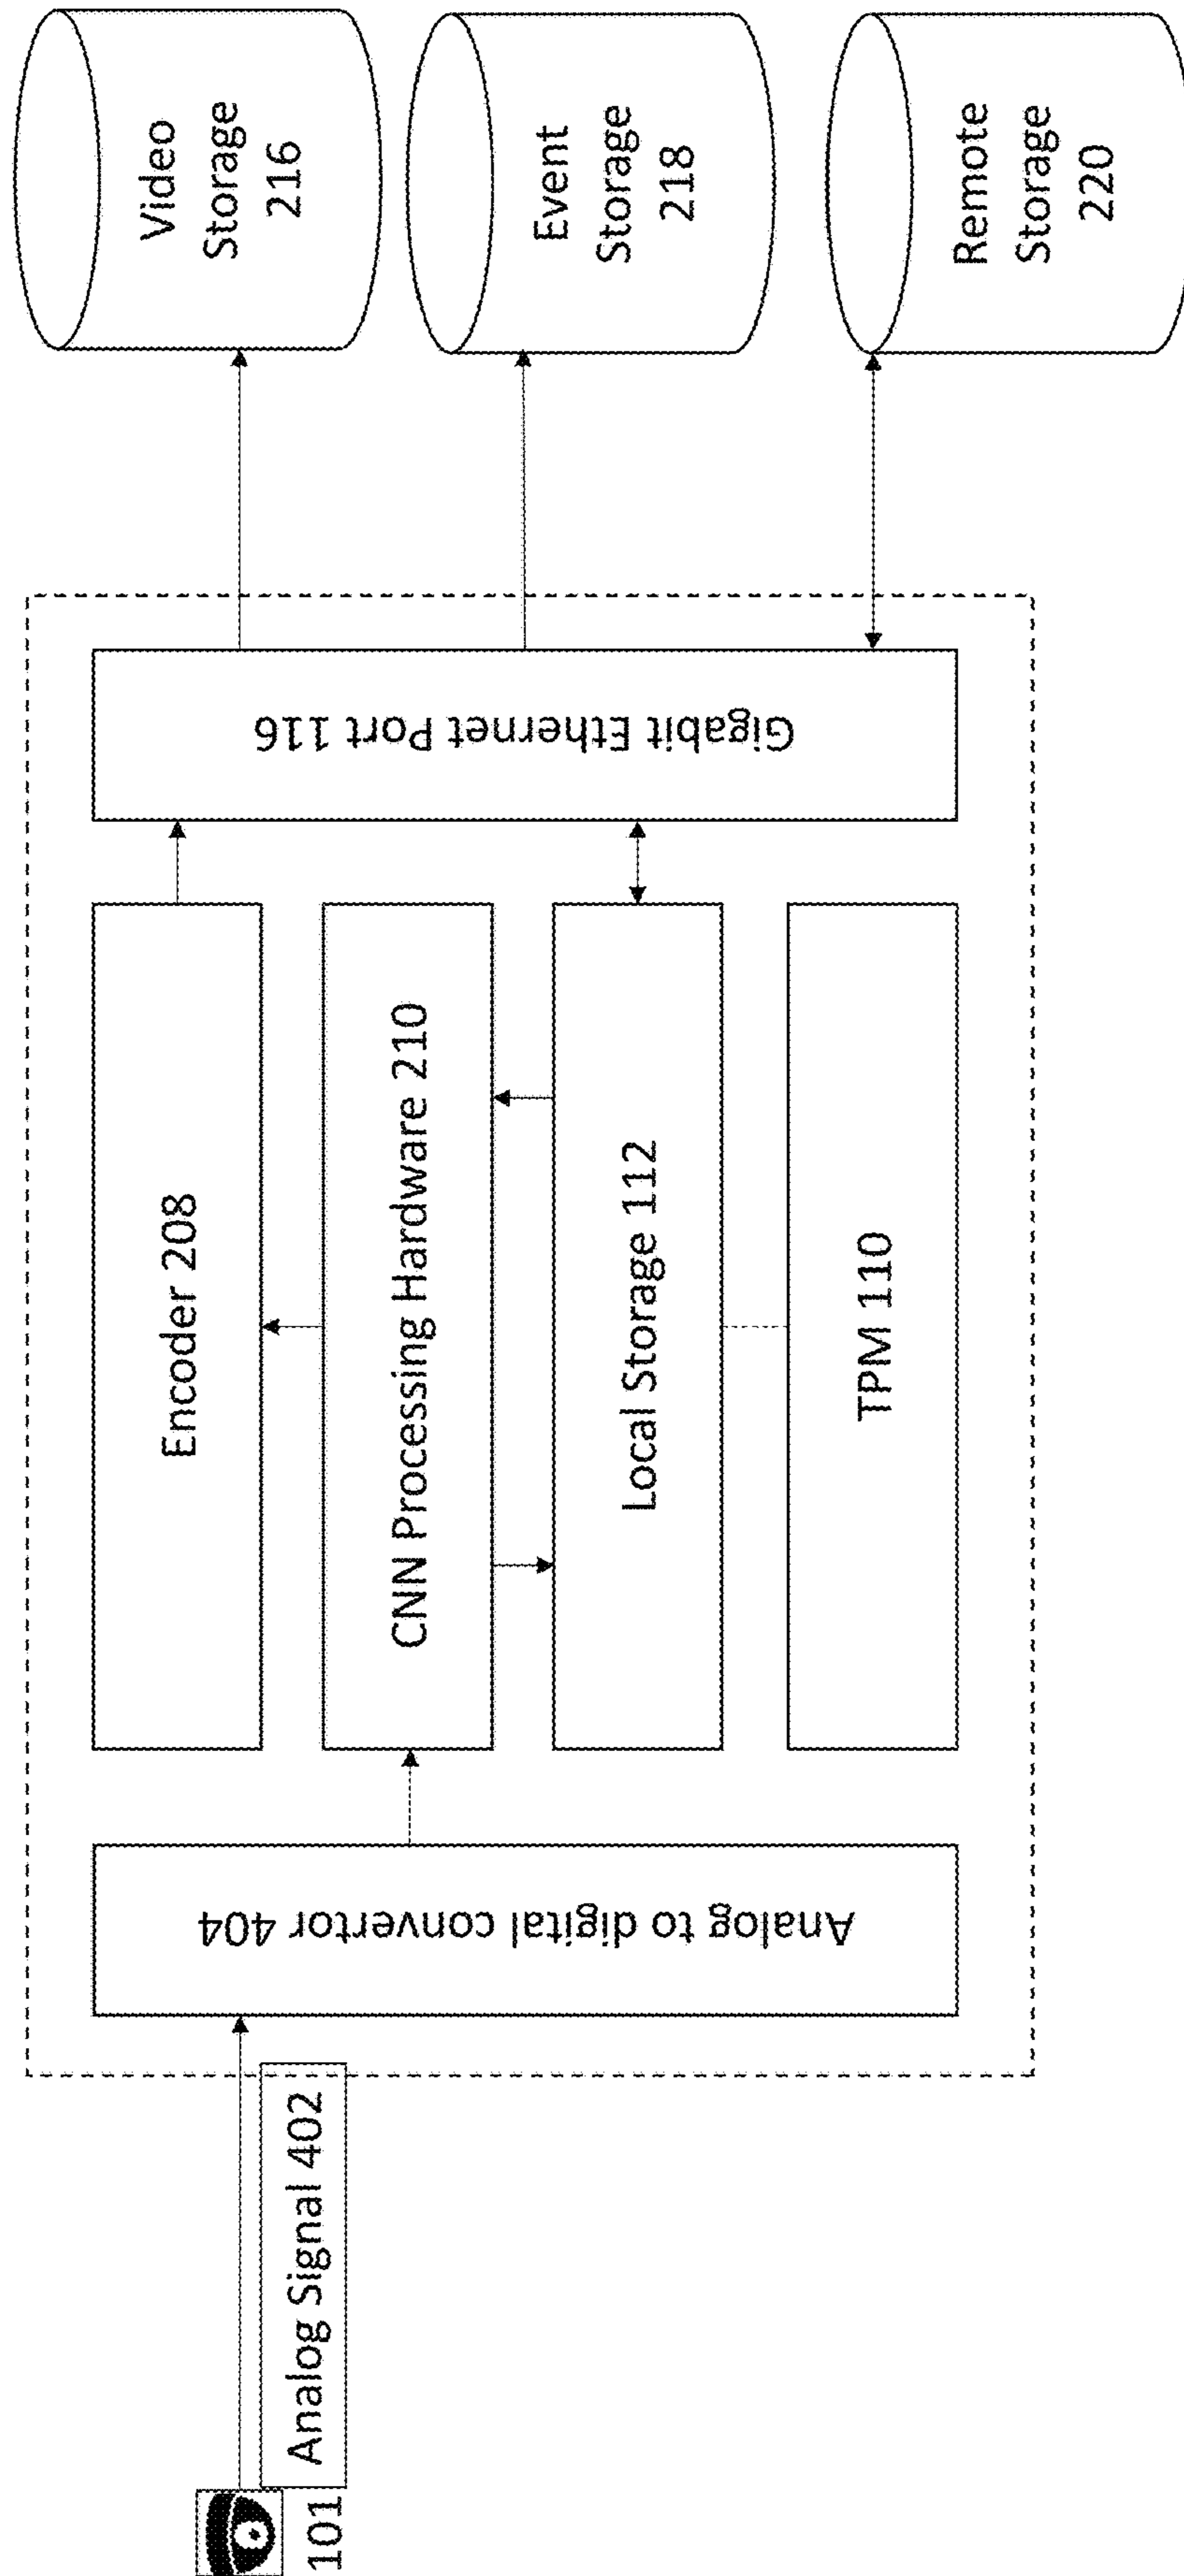 101
Analog Signal 402
Analog to digital convertor 404
Encoder 208
CNN Processing Hardware 210
Local Storage 112
TPM 110
Gigabit Ethernet Port 116
Video
Storage
216
Event
Storage
218
Remote
Storage
220